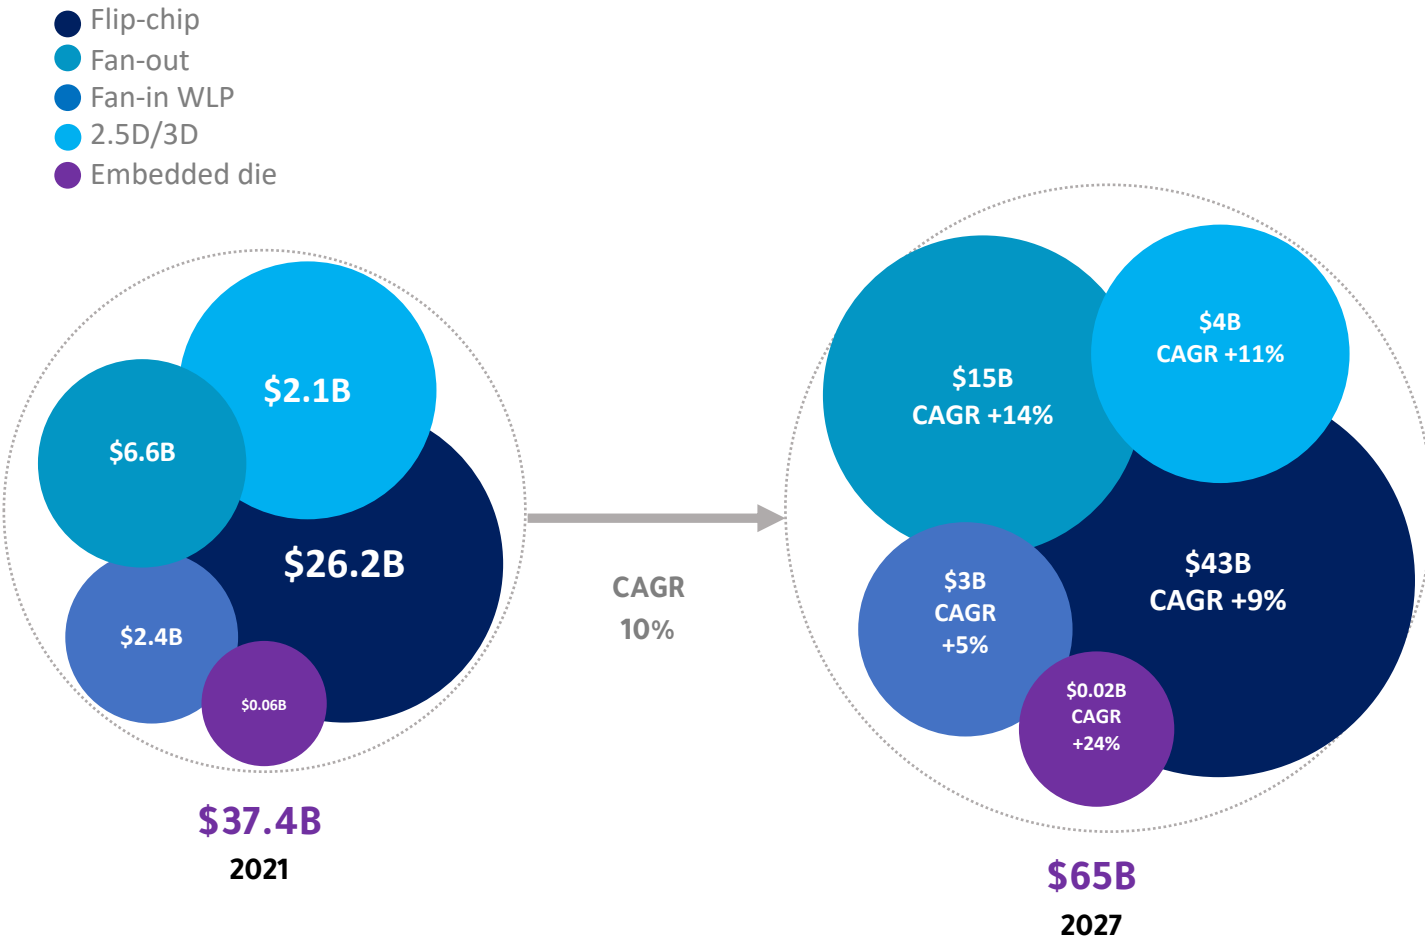 Flip-chip
Fan-out
Fan-in WLP
2.5D/3D
Embedded die
$2.1B
$6.6B
$26.2B
$2.4B
$0.06B
$37.4B
2021
CAGR
10%
$4B
CAGR +11%
$15B
CAGR +14%
$43B
CAGR +9%
$3B
CAGR
+5%
$0.02B
CAGR
+24%
$65B
2027